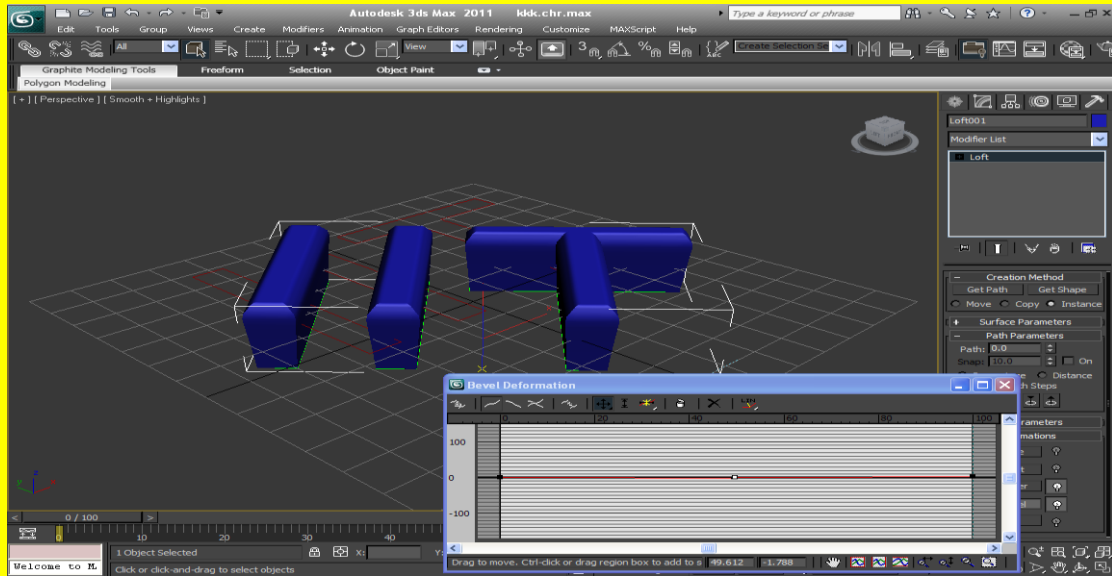 Autodesk 3ds Max 2011 kkk.chr.max
Type a keyword or phrase
Edit Tools Group Views Create Modifiers Animation Graph Editors Rendering Customize MAXScript Help
All
View
3
Create Selection Se
Graphite Modeling Tools Freeform Selection Object Paint
Polygon Modeling
[ + ] [ Perspective ] [ Smooth + Highlights ]
Loft001
Modifier List
Loft
Creation Method
Get Path Get Shape
Move Copy Instance
Surface Parameters
Path Parameters
Path: 0.0
Snap: 10.0 On
Distance
h Steps
rameters
mations
Bevel Deformation
0 20 40 60 80 100
100
0
-100
Drag to move. Ctrl-click or drag region box to add to s 49.612 -1.788
z
x
0 / 100
0 10 20 30 40
1 Object Selected
X:
Y:
Welcome to M
Click or click-and-drag to select objects